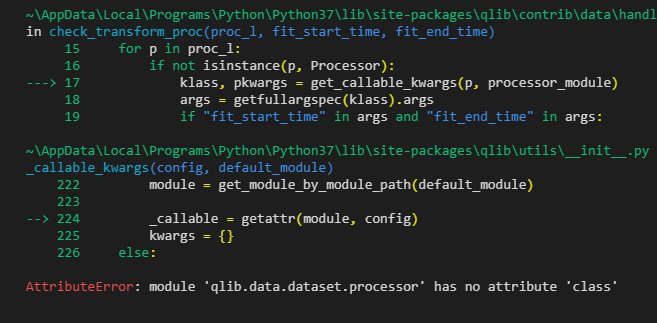 ~\AppData\Local\Programs\Python\Python37\lib\site-packages\qlib\contrib\data\handl
in check_transform_proc(proc_l, fit_start_time, fit_end_time)
     15     for p in proc_l:
     16         if not isinstance(p, Processor):
---> 17             klass, pkwargs = get_callable_kwargs(p, processor_module)
     18             args = getfullargspec(klass).args
     19             if "fit_start_time" in args and "fit_end_time" in args:
~\AppData\Local\Programs\Python\Python37\lib\site-packages\qlib\utils\__init__.py
_callable_kwargs(config, default_module)
    222         module = get_module_by_module_path(default_module)
    223
--> 224         _callable = getattr(module, config)
    225         kwargs = {}
    226     else:
AttributeError: module 'qlib.data.dataset.processor' has no attribute 'class'